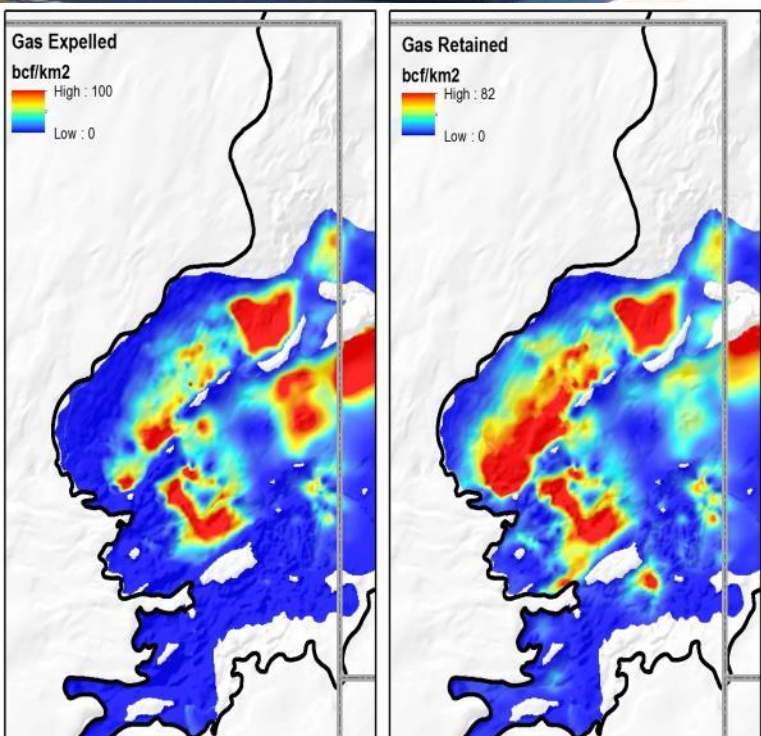 Gas Expelled
bcf/km2
High : 100
Low : 0
Gas Retained
bcf/km2
High : 82
Low : 0